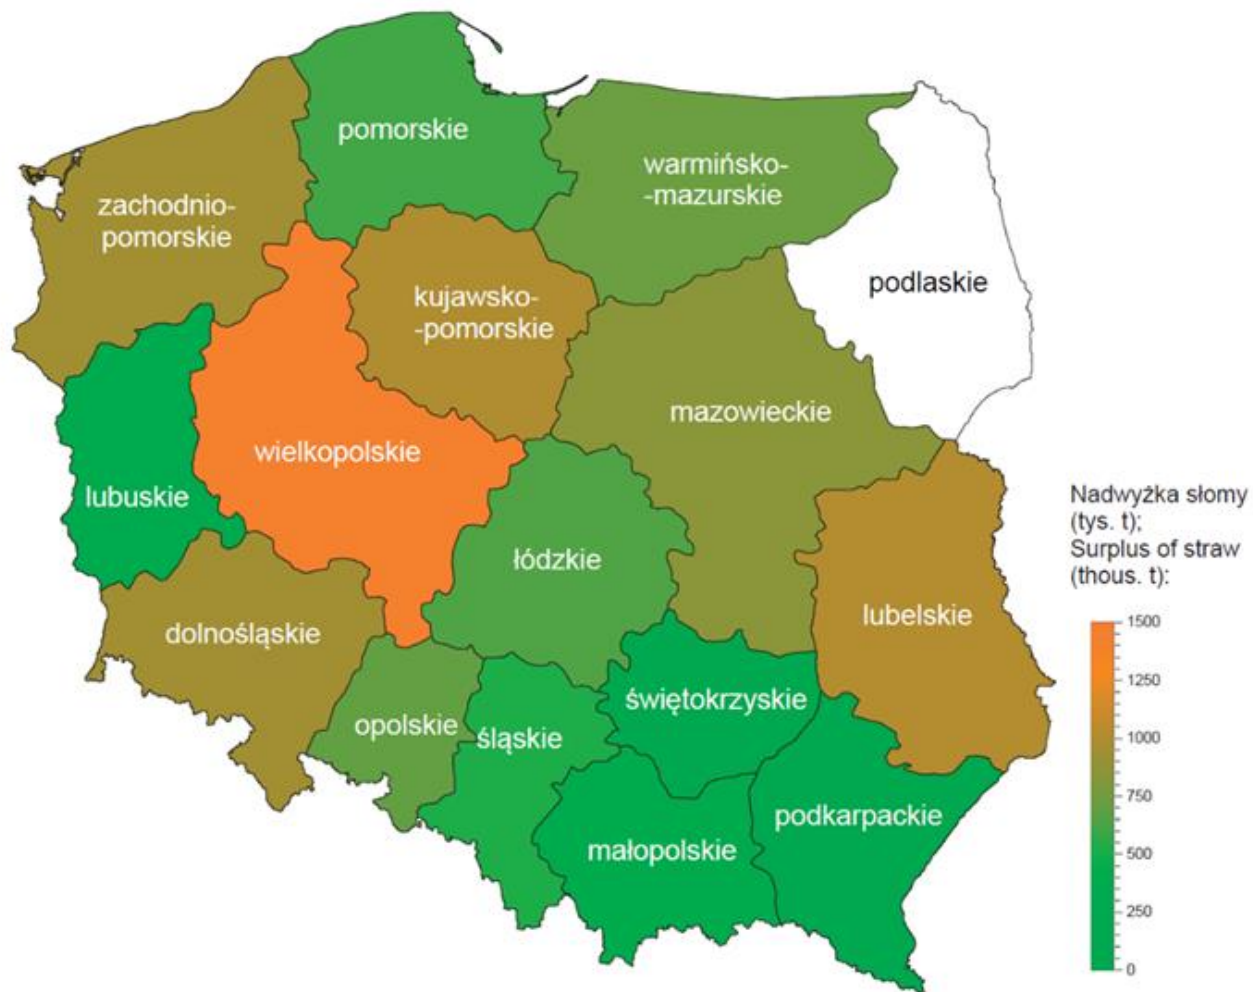 pomorskie
warmińsko-
-mazurskie
zachodnio-
pomorskie
podlaskie
kujawsko-
-pomorskie
mazowieckie
wielkopolskie
lubuskie
łódzkie
lubelskie
dolnośląskie
świętokrzyskie
opolskie
śląskie
podkarpackie
małopolskie
Nadwyżka słomy
(tys. t);
Surplus of straw
(thous. t):
1500
1250
1000
750
500
250
0